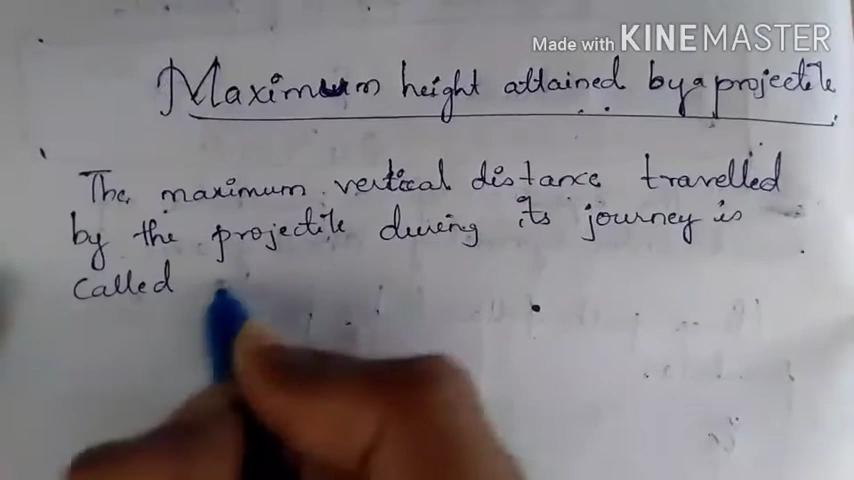 Made with KINEMASTER
Maximum height attained by a projectile
The maximum vertical distance travelled
by the projectile during its journey is
called